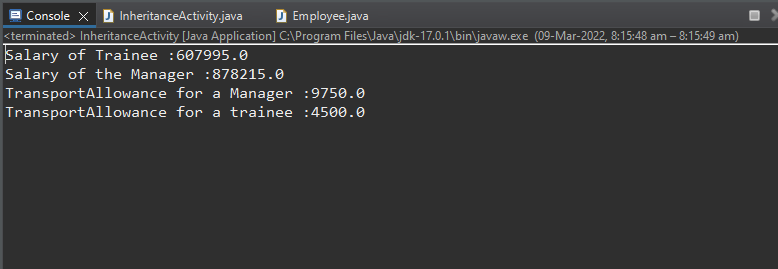 Console InheritanceActivity.java Employee.java
<terminated> InheritanceActivity [Java Application] C:\Program Files\Java\jdk-17.0.1\bin\javaw.exe (09-Mar-2022, 8:15:48 am – 8:15:49 am)
Salary of Trainee :607995.0
Salary of the Manager :878215.0
TransportAllowance for a Manager :9750.0
TransportAllowance for a trainee :4500.0